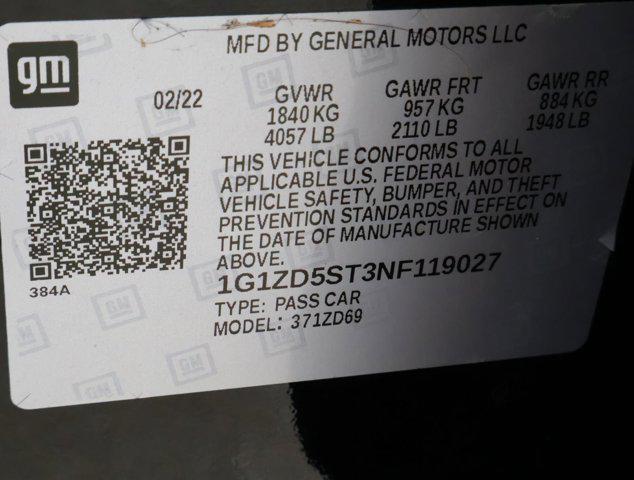 gm
MFD BY GENERAL MOTORS LLC
02/22 GVWR GAWR FRT GAWR RR
1840 KG 957 KG 884 KG
4057 LB 2110 LB 1948 LB
THIS VEHICLE CONFORMS TO ALL
APPLICABLE U.S. FEDERAL MOTOR
VEHICLE SAFETY, BUMPER, AND THEFT
PREVENTION STANDARDS IN EFFECT ON
THE DATE OF MANUFACTURE SHOWN
ABOVE.
384A
1G1ZD5ST3NF119027
TYPE: PASS CAR
MODEL: 371ZD69